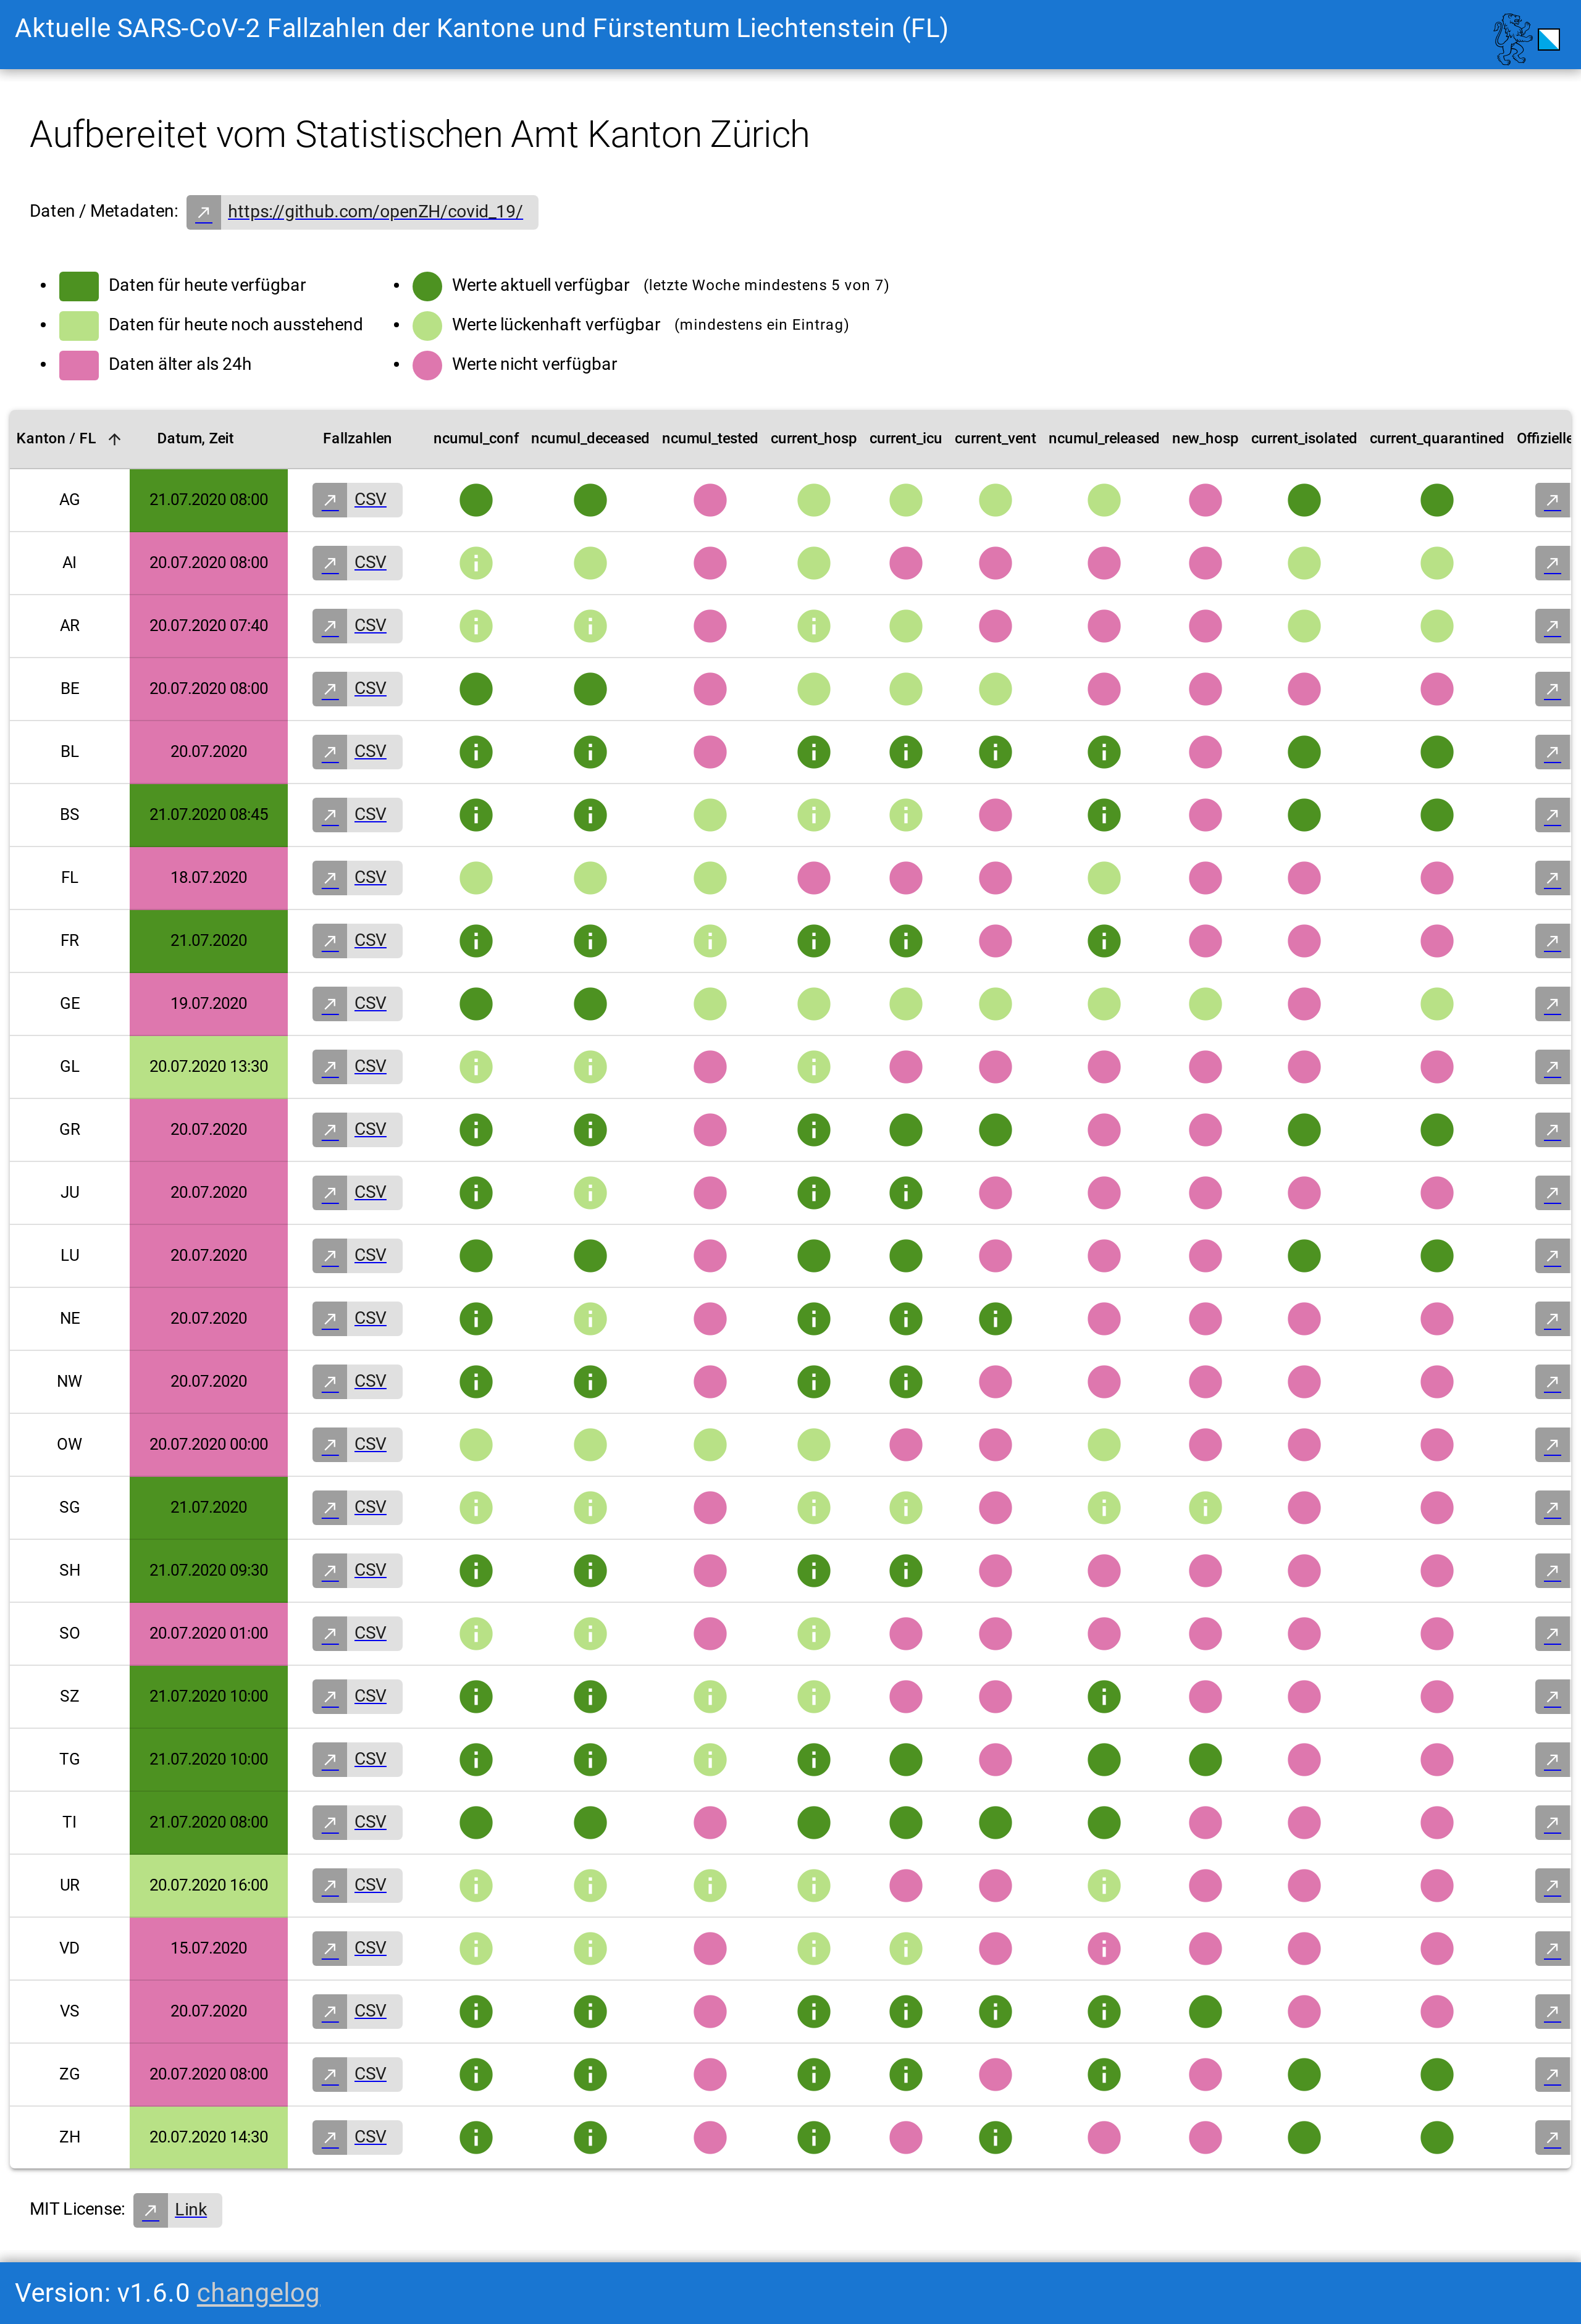 Aktuelle SARS-CoV-2 Fallzahlen der Kantone und Fürstentum Liechtenstein (FL)
Aufbereitet vom Statistischen Amt Kanton Zürich
Daten / Metadaten: https://github.com/openZH/covid_19/
Daten für heute verfügbar
Daten für heute noch ausstehend
Daten älter als 24h
Werte aktuell verfügbar (letzte Woche mindestens 5 von 7)
Werte lückenhaft verfügbar (mindestens ein Eintrag)
Werte nicht verfügbar
Kanton / FL Datum, Zeit Fallzahlen ncumul_conf ncumul_deceased ncumul_tested current_hosp current_icu current_vent ncumul_released new_hosp current_isolated current_quarantined Offizielle
AG 21.07.2020 08:00 CSV
AI 20.07.2020 08:00 CSV
AR 20.07.2020 07:40 CSV
BE 20.07.2020 08:00 CSV
BL 20.07.2020 CSV
BS 21.07.2020 08:45 CSV
FL 18.07.2020 CSV
FR 21.07.2020 CSV
GE 19.07.2020 CSV
GL 20.07.2020 13:30 CSV
GR 20.07.2020 CSV
JU 20.07.2020 CSV
LU 20.07.2020 CSV
NE 20.07.2020 CSV
NW 20.07.2020 CSV
OW 20.07.2020 00:00 CSV
SG 21.07.2020 CSV
SH 21.07.2020 09:30 CSV
SO 20.07.2020 01:00 CSV
SZ 21.07.2020 10:00 CSV
TG 21.07.2020 10:00 CSV
TI 21.07.2020 08:00 CSV
UR 20.07.2020 16:00 CSV
VD 15.07.2020 CSV
VS 20.07.2020 CSV
ZG 20.07.2020 08:00 CSV
ZH 20.07.2020 14:30 CSV
MIT License: Link
Version: v1.6.0 changelog